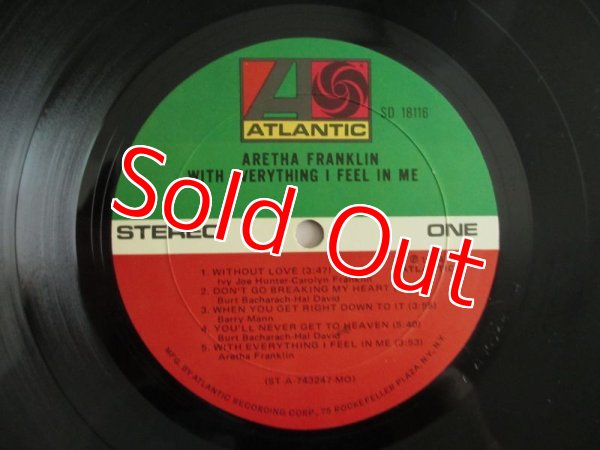 ATLANTIC
SD 18116
ARETHA FRANKLIN
WITH EVERYTHING I FEEL IN ME
Sold Out
STEREO
ONE
1. WITHOUT LOVE (3:47)
Ivy Joe Hunter-Carolyn Franklin
2. DON'T GO BREAKING MY HEART
Burt Bacharach-Hal David
3. WHEN YOU GET RIGHT DOWN TO IT (3:55)
Barry Mann
4. YOU'LL NEVER GET TO HEAVEN (5:40)
Burt Bacharach-Hal David
5. WITH EVERYTHING I FEEL IN ME (3:53)
Aretha Franklin
(ST-A-743247-MO)
MFG. BY ATLANTIC RECORDING CORP., 75 ROCKEFELLER PLAZA, N.Y., N.Y.